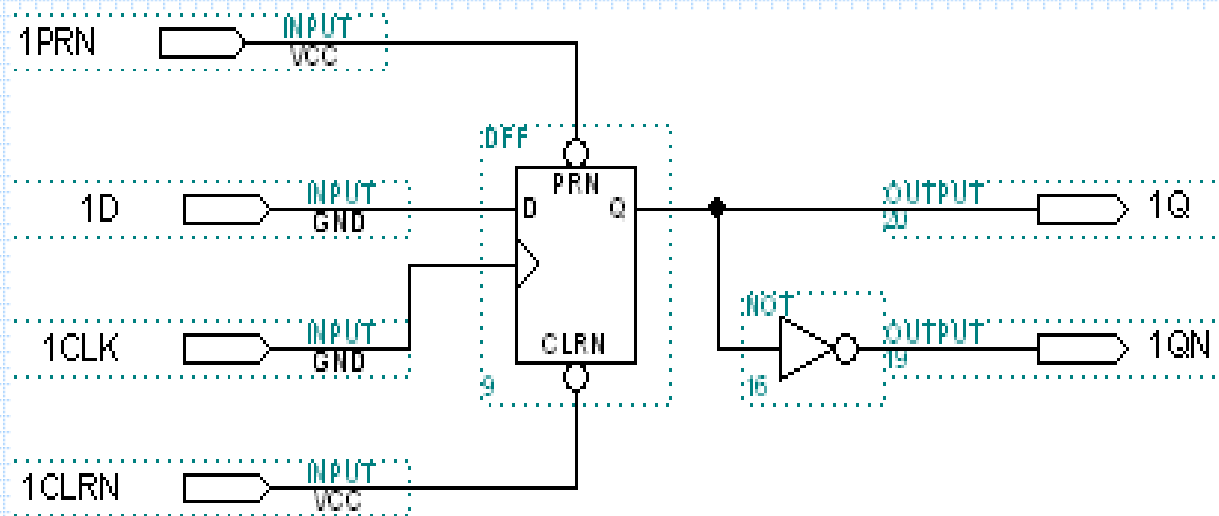 1PRN INPUT
VCC
DFF
PRN
1D INPUT D Q OUTPUT 1Q
GND 20
NOT
1CLK INPUT CLRN OUTPUT 1QN
GND 9 16 19
1CLRN INPUT
VCC